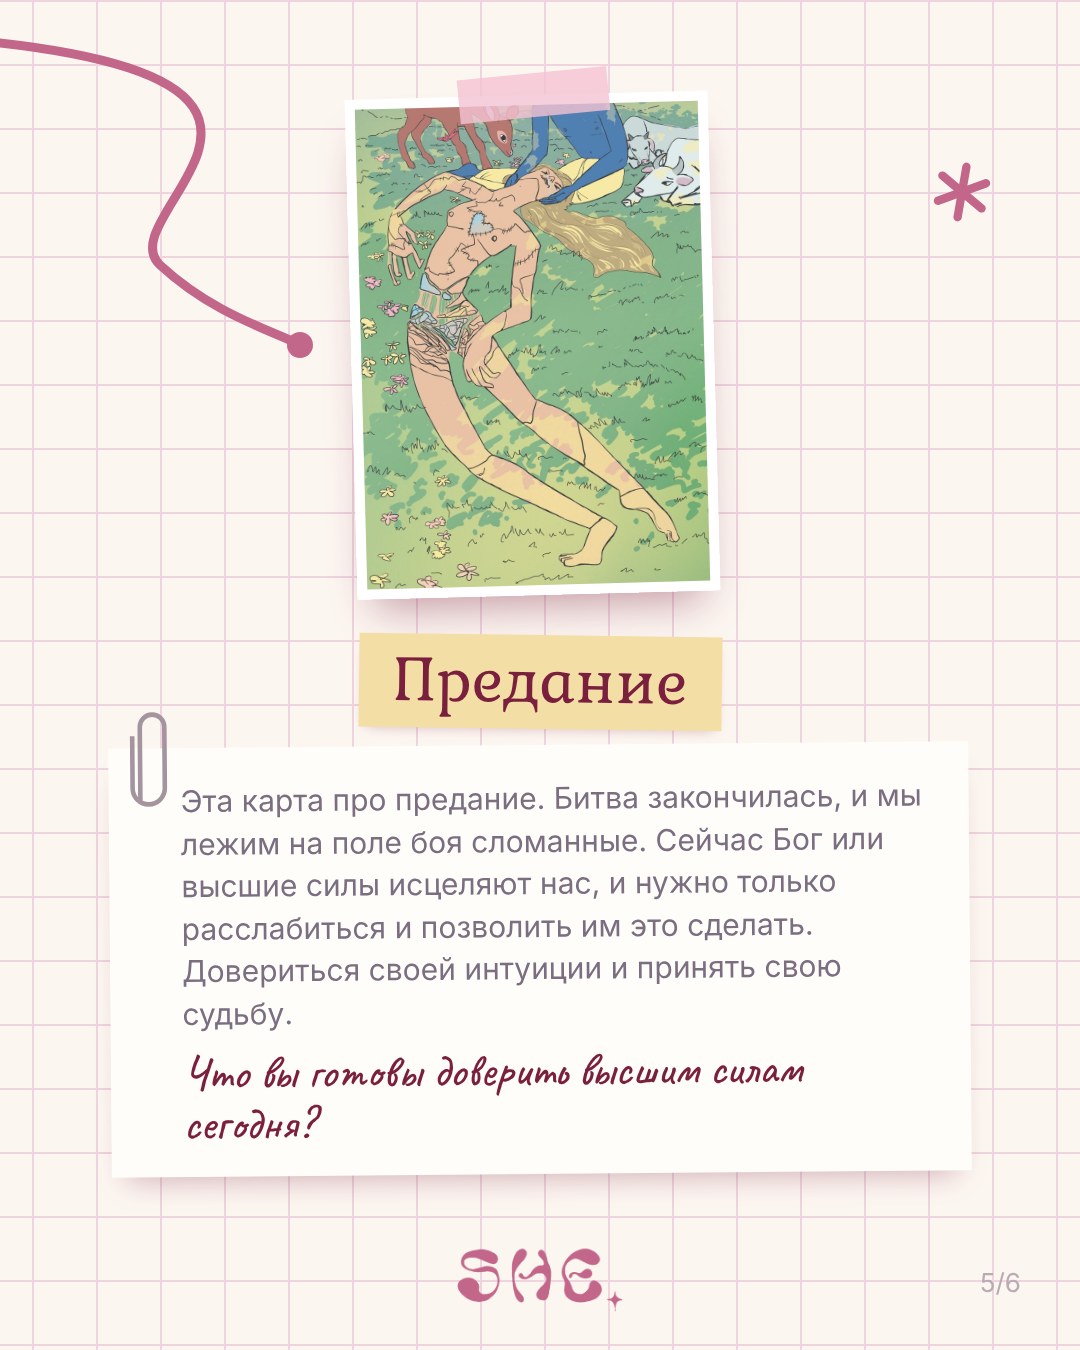 Предание
Эта карта про предание. Битва закончилась, и мы
лежим на поле боя сломанные. Сейчас Бог или
высшие силы исцеляют нас, и нужно только
расслабиться и позволить им это сделать.
Довериться своей интуиции и принять свою
судьбу.
Что вы готовы доверить высшим силам
сегодня?
SHE
5/6